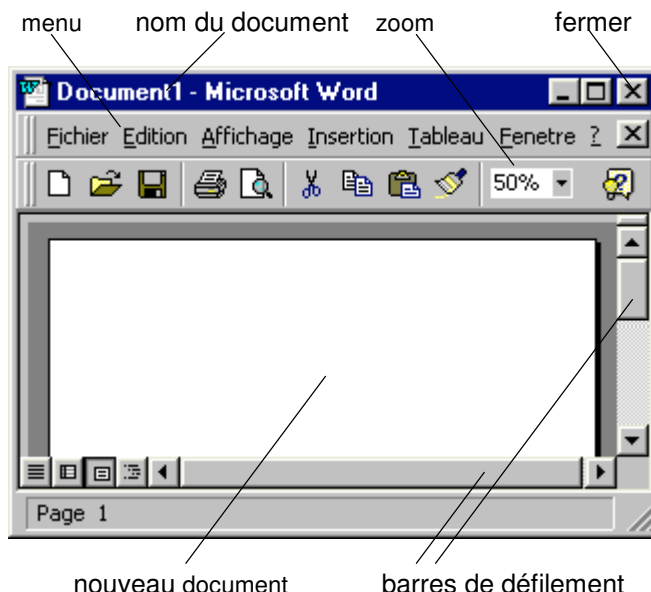 menu nom du document zoom fermer
Document1 - Microsoft Word
Fichier Edition Affichage Insertion Tableau Fenetre ?
50%
Page 1
nouveau document barres de défilement